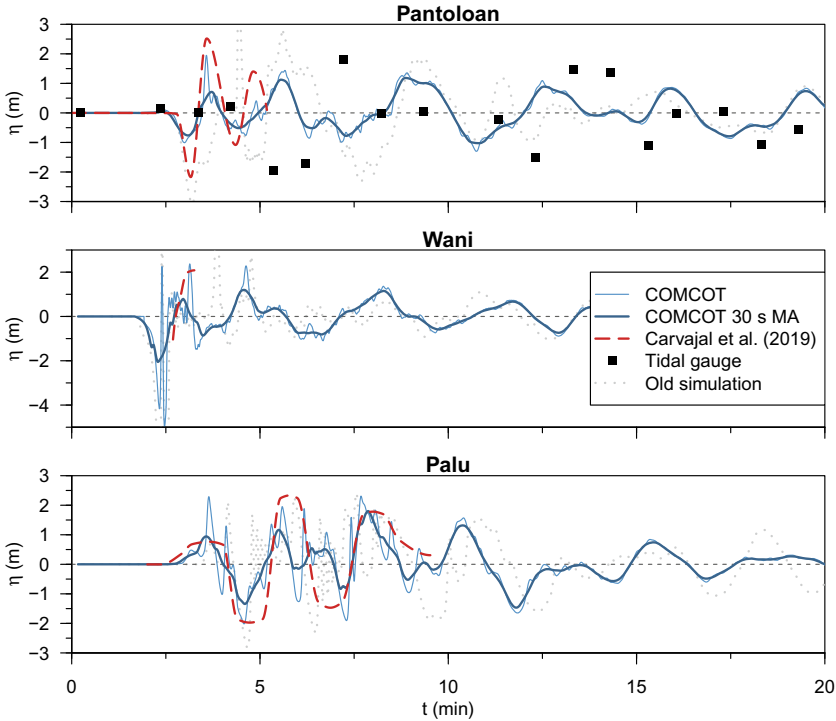 Pantoloan
3
2
1
0
−1
−2
−3
η (m)
Wani
2
0
−2
−4
η (m)
COMCOT
COMCOT 30 s MA
Carvajal et al. (2019)
Tidal gauge
Old simulation
Palu
3
2
1
0
−1
−2
−3
η (m)
0 5 10 15 20
t (min)